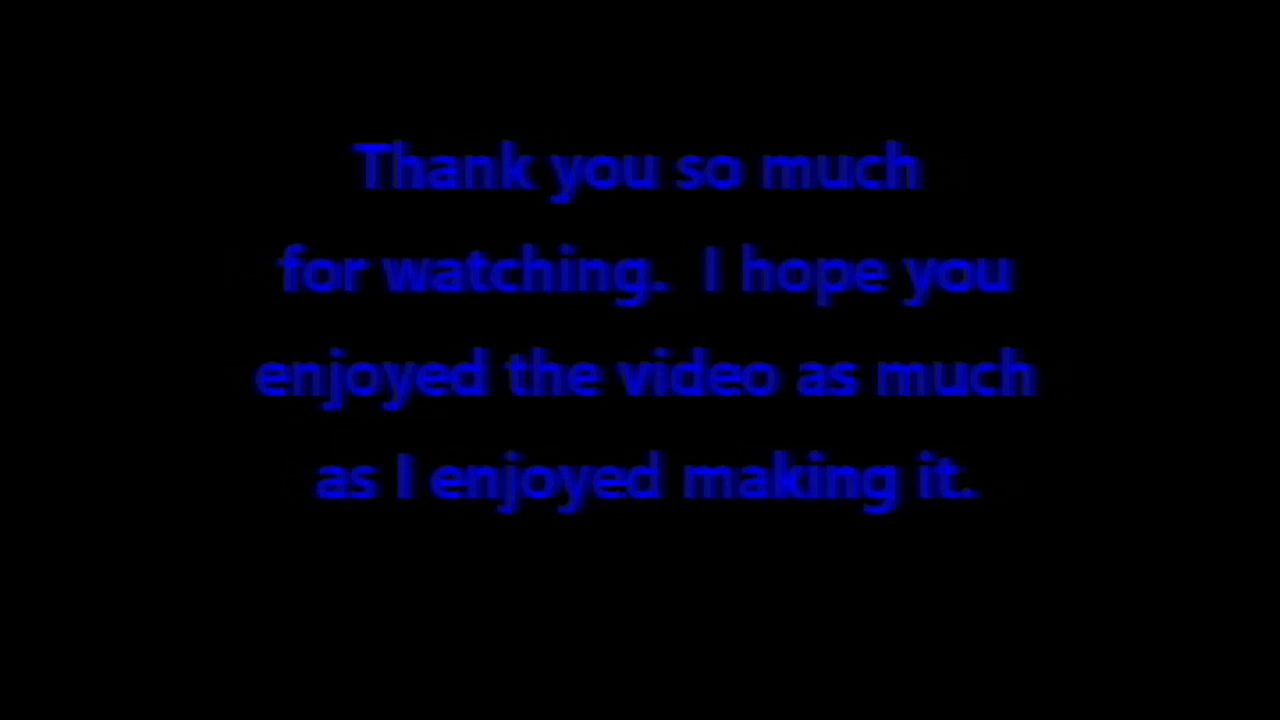 Thank you so much
for watching.  I hope you
enjoyed the video as much
as I enjoyed making it.